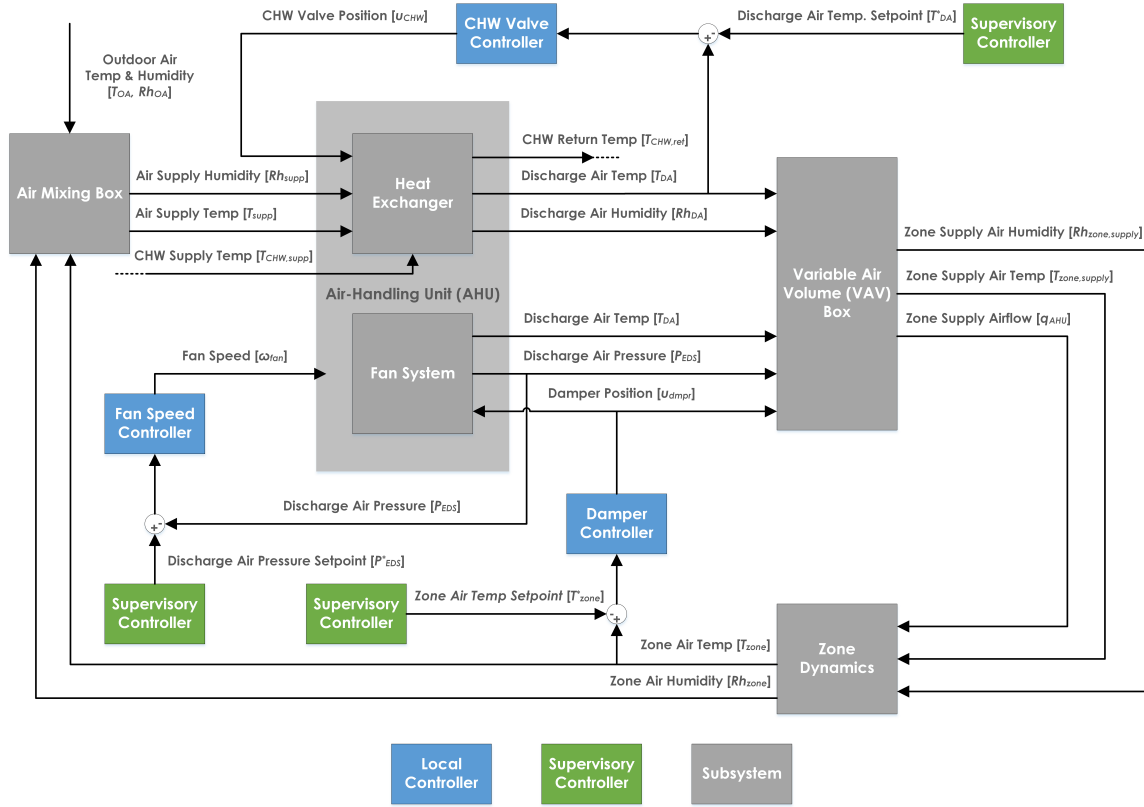 CHW Valve Position [υCHW]
CHW Valve
Controller
Discharge Air Temp. Setpoint [T*DA]
Supervisory
Controller
+ -
Outdoor Air
Temp & Humidity
[TOA, RhOA]
Air Mixing Box
Air Supply Humidity [Rhsupp]
Air Supply Temp [Tsupp]
CHW Supply Temp [TCHW,supp]
Heat
Exchanger
Air-Handling Unit (AHU)
CHW Return Temp [TCHW,ret]
Discharge Air Temp [TDA]
Discharge Air Humidity [RhDA]
Variable Air
Volume (VAV)
Box
Zone Supply Air Humidity [Rhzone,supply]
Zone Supply Air Temp [Tzone,supply]
Zone Supply Airflow [qAHU]
Discharge Air Temp [TDA]
Discharge Air Pressure [PEDS]
Damper Position [υdmpr]
Fan System
Fan Speed [ωfan]
Fan Speed
Controller
+ -
Discharge Air Pressure [PEDS]
Discharge Air Pressure Setpoint [P*EDS]
Supervisory
Controller
Damper
Controller
Supervisory
Controller
Zone Air Temp Setpoint [T*zone]
- +
Zone Air Temp [Tzone]
Zone Air Humidity [Rhzone]
Zone
Dynamics
Local
Controller
Supervisory
Controller
Subsystem